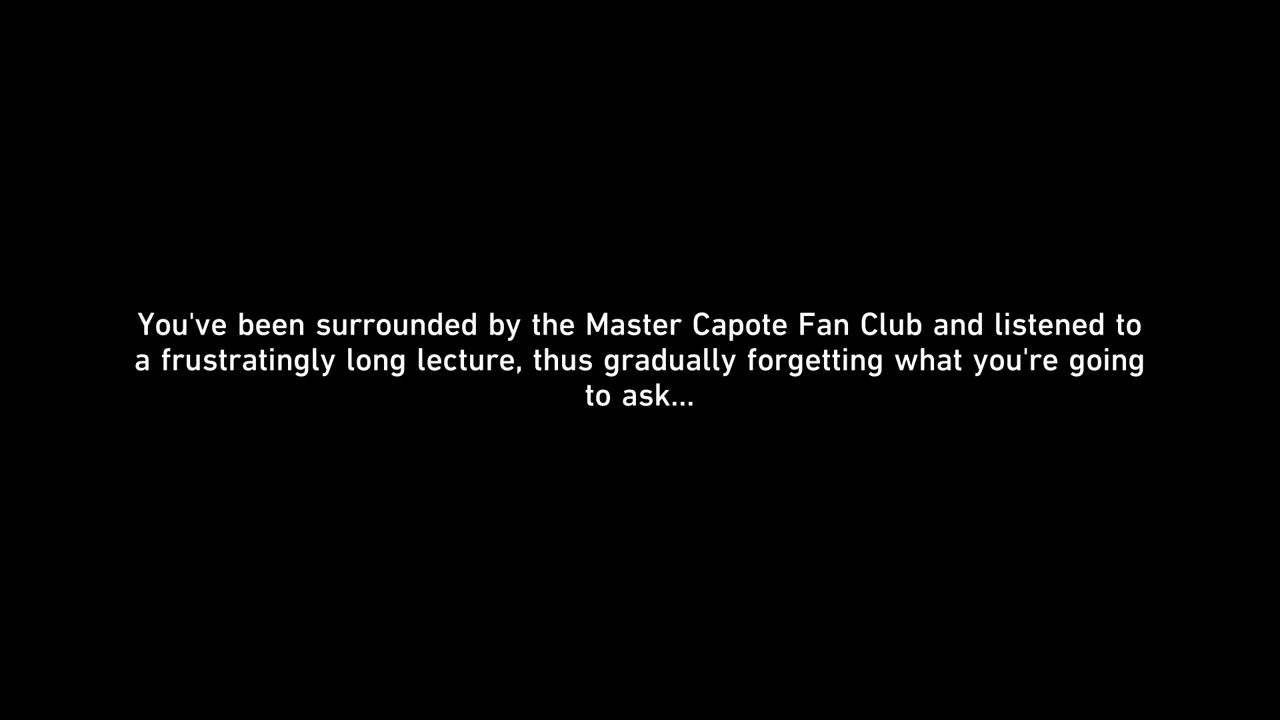 You've been surrounded by the Master Capote Fan Club and listened to
a frustratingly long lecture, thus gradually forgetting what you're going
to ask...